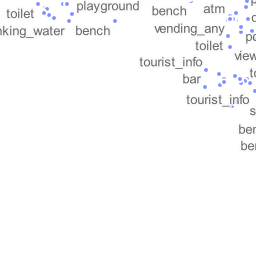 playground
toilet
bench
atm
nking_water
bench
vending_any
toilet
view
tourist_info
bar
tourist_info